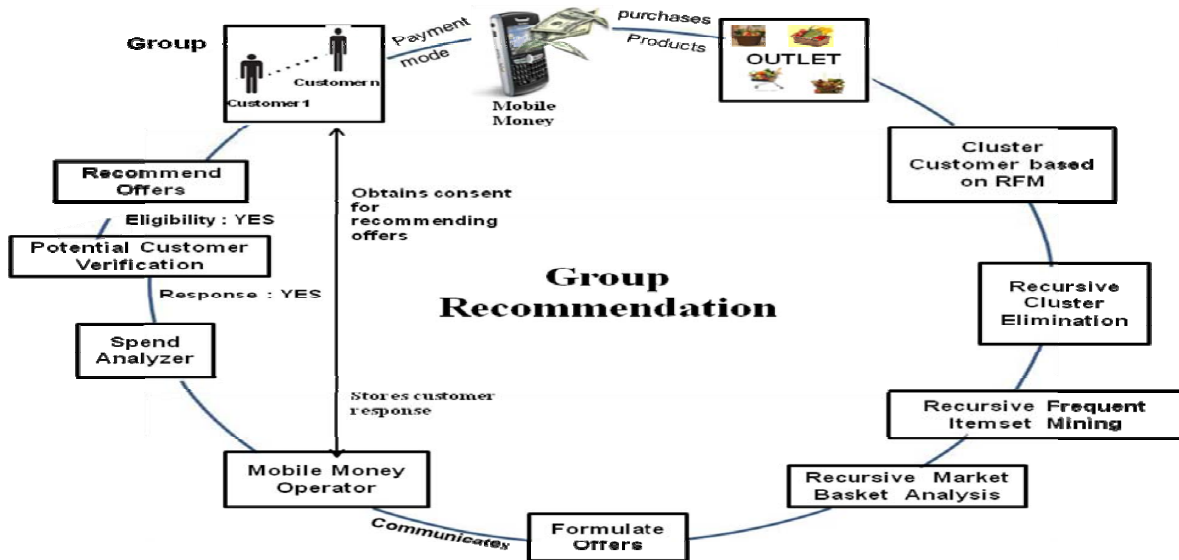 Group
Customer1
Customern
Payment
mode
Mobile
Money
purchases
Products
OUTLET
Cluster
Customer based
on RFM
Recursive
Cluster
Elimination
Recursive Frequent
Itemset Mining
Recursive Market
Basket Analysis
Formulate
Offers
Communicates
Mobile Money
Operator
Spend
Analyzer
Response : YES
Potential Customer
Verification
Eligibility : YES
Recommend
Offers
Obtains consent
for
recommending
offers
Stores customer
response
Group
Recommendation